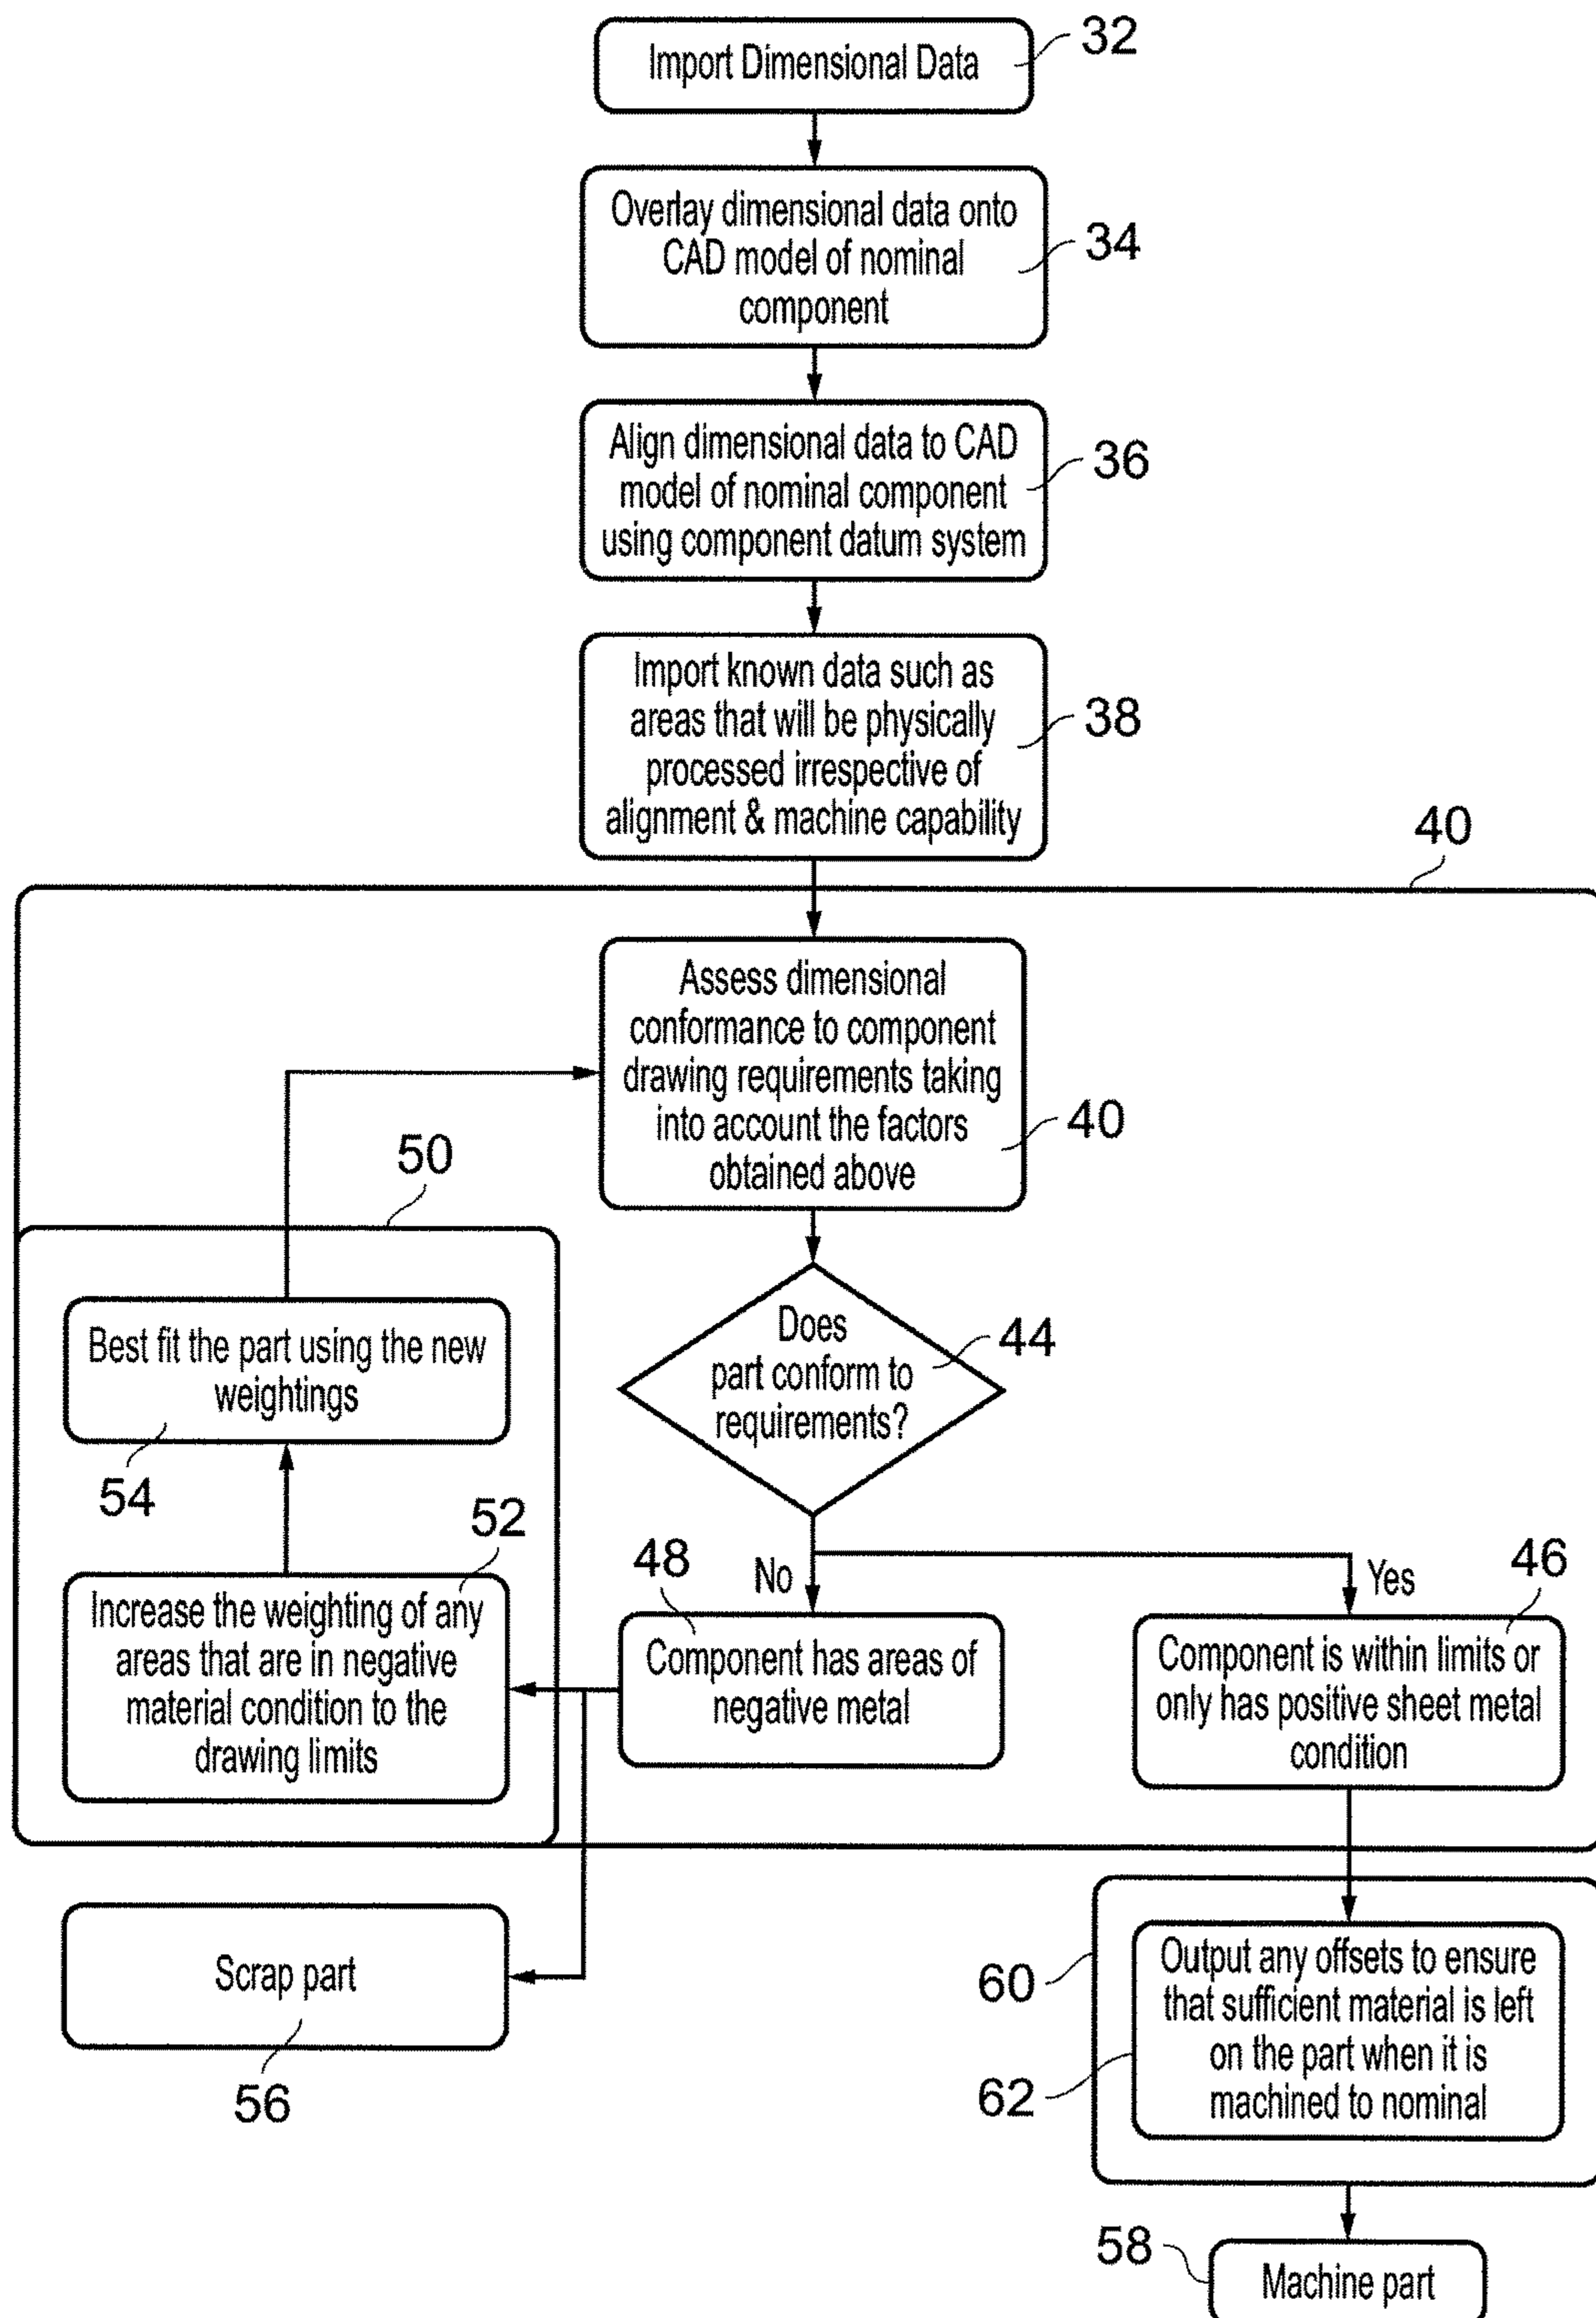 Import Dimensional Data
32
Overlay dimensional data onto
CAD model of nominal
component
34
Align dimensional data to CAD
model of nominal component
using component datum system
36
Import known data such as
areas that will be physically
processed irrespective of
alignment & machine capability
38
40
Assess dimensional
conformance to component
drawing requirements taking
into account the factors
obtained above
40
50
Best fit the part using the new
weightings
54
Does
part conform to
requirements?
44
52
Increase the weighting of any
areas that are in negative
material condition to the
drawing limits
48
No
Component has areas of
negative metal
Yes
46
Component is within limits or
only has positive sheet metal
condition
Scrap part
56
60
Output any offsets to ensure
that sufficient material is left
on the part when it is
machined to nominal
62
58
Machine part